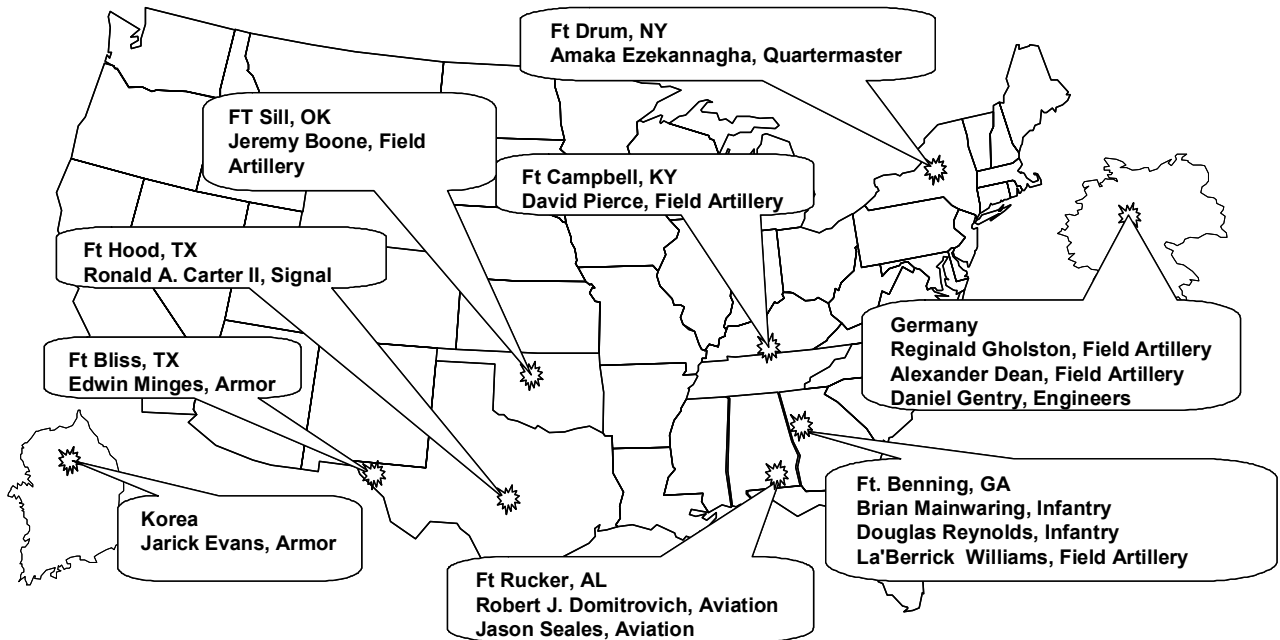 Ft Drum, NY
Amaka Ezekannagha, Quartermaster
FT Sill, OK
Jeremy Boone, Field
Artillery
Ft Campbell, KY
David Pierce, Field Artillery
Ft Hood, TX
Ronald A. Carter II, Signal
Germany
Reginald Gholston, Field Artillery
Alexander Dean, Field Artillery
Daniel Gentry, Engineers
Ft Bliss, TX
Edwin Minges, Armor
Ft. Benning, GA
Brian Mainwaring, Infantry
Douglas Reynolds, Infantry
La'Berrick  Williams, Field Artillery
Korea
Jarick Evans, Armor
Ft Rucker, AL
Robert J. Domitrovich, Aviation
Jason Seales, Aviation